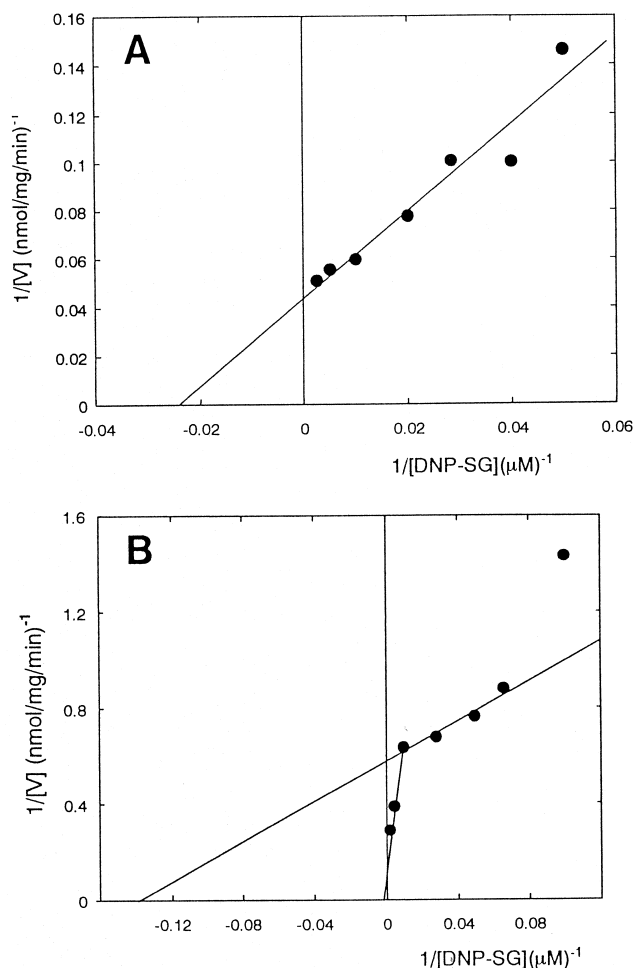 A
0.16
0.14
0.12
0.1
0.08
0.06
0.04
0.02
0
1/[V] (nmol/mg/min)⁻¹
-0.04 -0.02 0 0.02 0.04 0.06
1/[DNP-SG](μM)⁻¹
B
1.6
1.2
0.8
0.4
0
1/[V] (nmol/mg/min)⁻¹
-0.12 -0.08 -0.04 0 0.04 0.08
1/[DNP-SG](μM)⁻¹